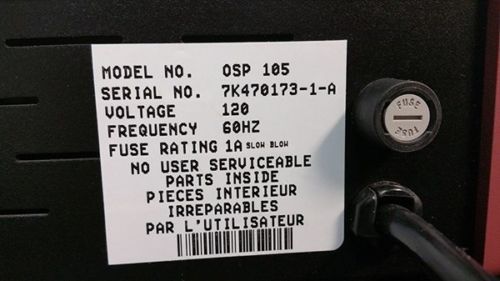 MODEL NO. OSP 105
SERIAL NO. 7K470173-1-A
VOLTAGE 120
FREQUENCY 60HZ
FUSE RATING 1A SLOW BLOW
NO USER SERVICEABLE
PARTS INSIDE
PIECES INTERIEUR
IRREPARABLES
PAR L'UTILISATEUR
FUSE
FUSE